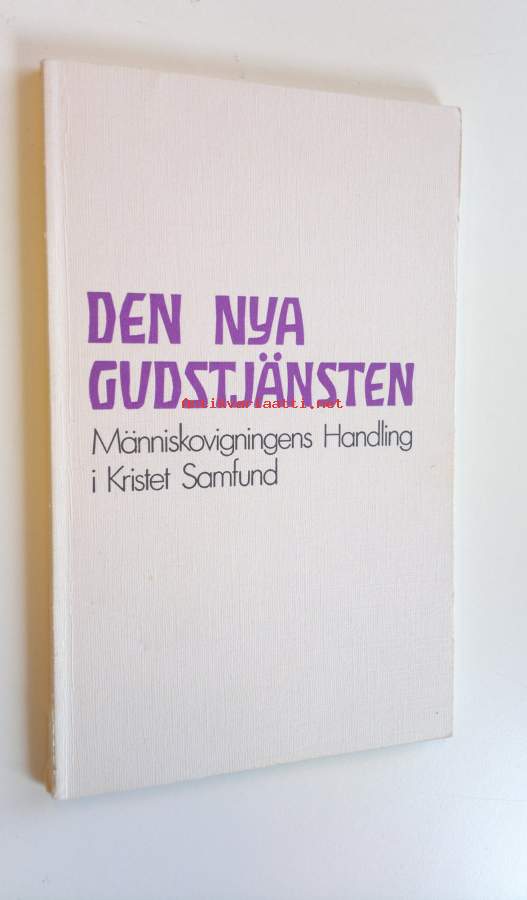 DEN NYA
GUDSTJÄNSTEN
antikvariaatti.net
Människovigningens Handling
i Kristet Samfund